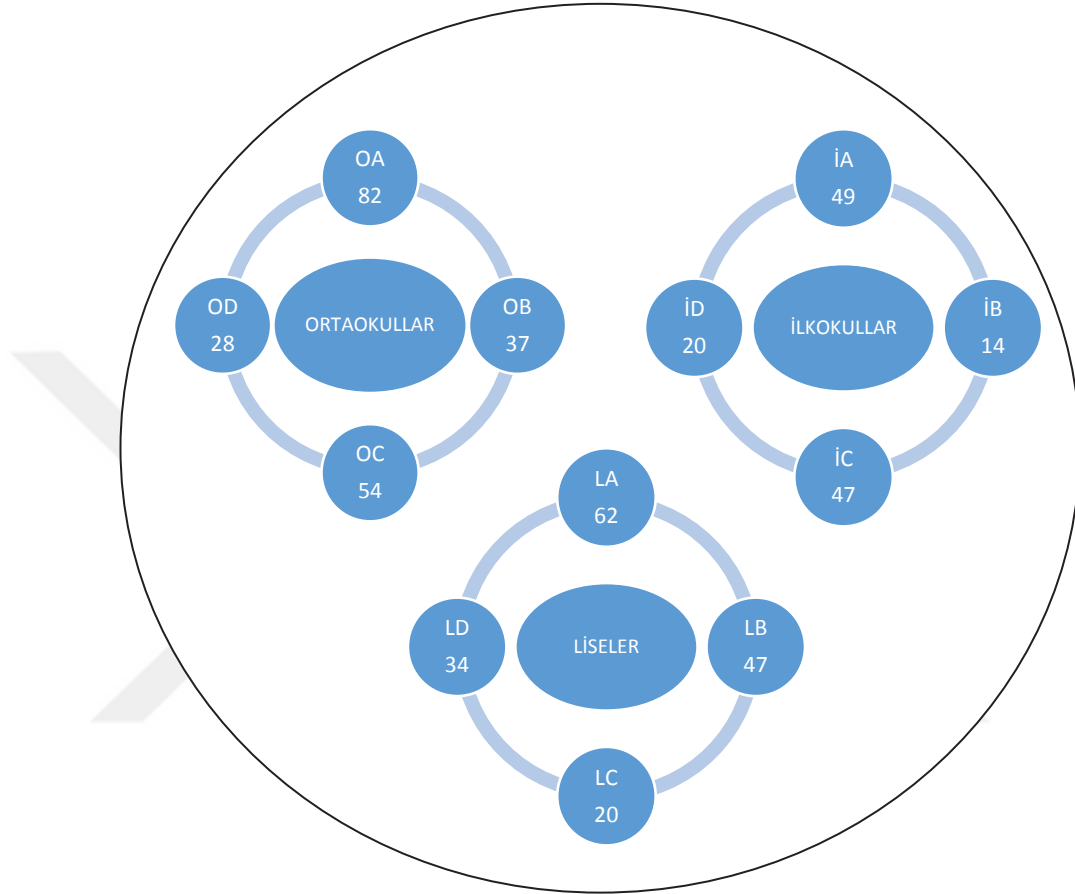 OA
82
OD
28
ORTAOKULLAR
OB
37
OC
54
İA
49
İD
20
İLKOKULLAR
İB
14
İC
47
LA
62
LD
34
LİSELER
LB
47
LC
20